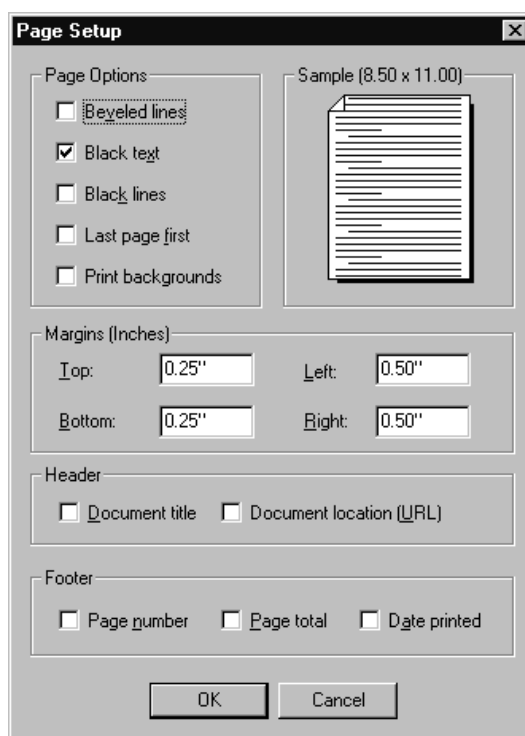 Page Setup
Page Options
Beveled lines
Black text
Black lines
Last page first
Print backgrounds
Sample (8.50 x 11.00)
Margins (Inches)
Top: 0.25" Left: 0.50"
Bottom: 0.25" Right: 0.50"
Header
Document title Document location (URL)
Footer
Page number Page total Date printed
OK Cancel